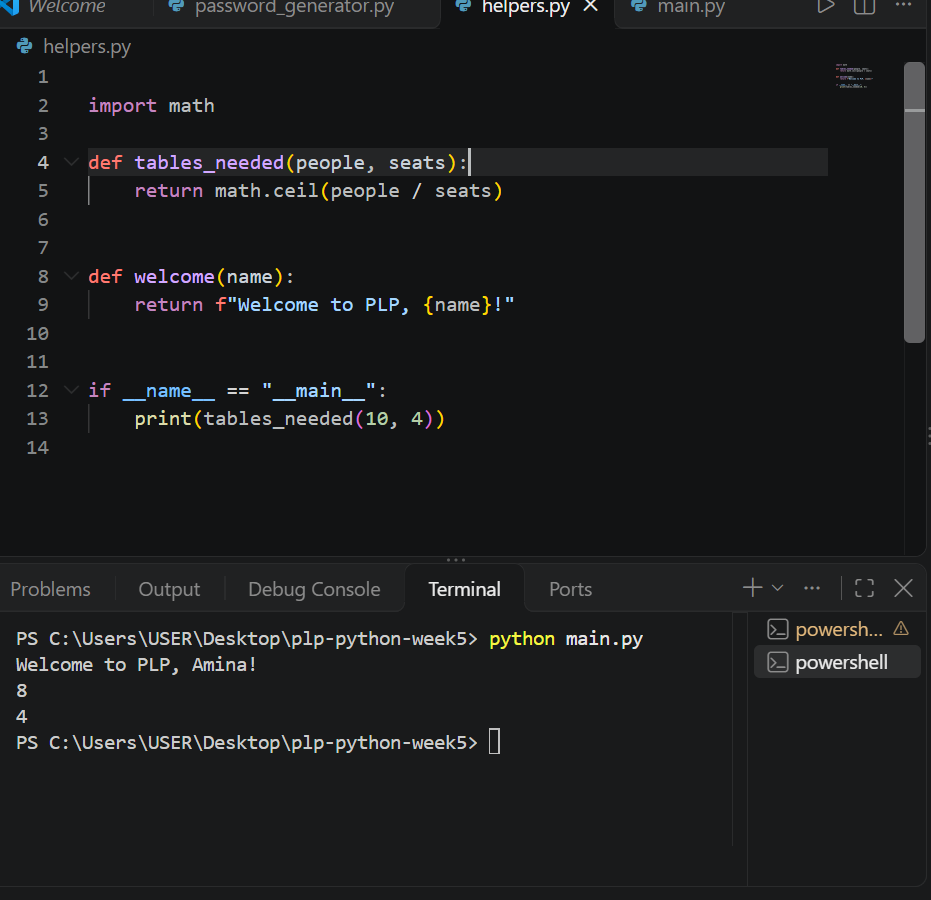 Welcome password_generator.py helpers.py main.py
helpers.py
1
2 import math
3
4 def tables_needed(people, seats):
5     return math.ceil(people / seats)
6
7
8 def welcome(name):
9     return f"Welcome to PLP, {name}!"
10
11
12 if __name__ == "__main__":
13     print(tables_needed(10, 4))
14
Problems Output Debug Console Terminal Ports
PS C:\Users\USER\Desktop\plp-python-week5> python main.py
Welcome to PLP, Amina!
8
4
PS C:\Users\USER\Desktop\plp-python-week5>
powersh...
powershell